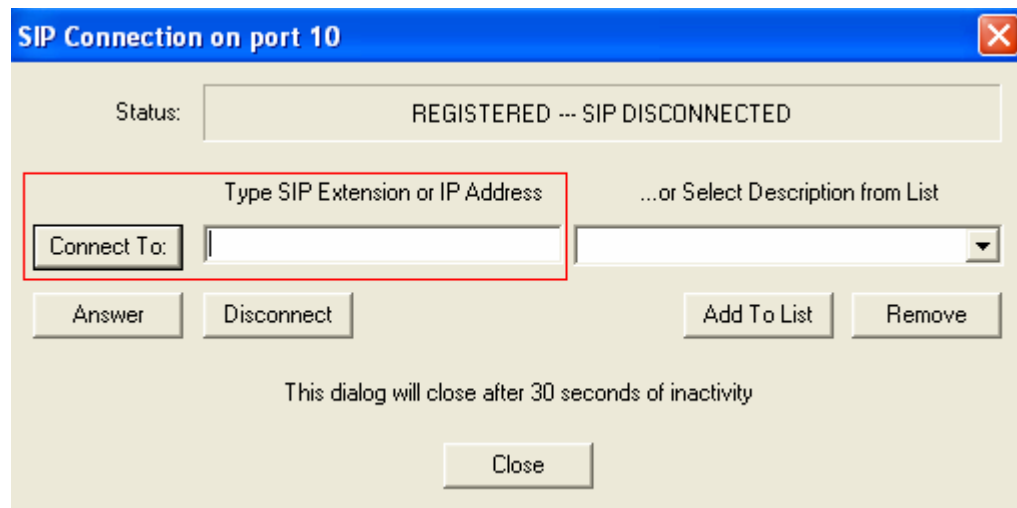 SIP Connection on port 10
Status:
REGISTERED --- SIP DISCONNECTED
Type SIP Extension or IP Address
...or Select Description from List
Connect To:
Answer
Disconnect
Add To List
Remove
This dialog will close after 30 seconds of inactivity
Close